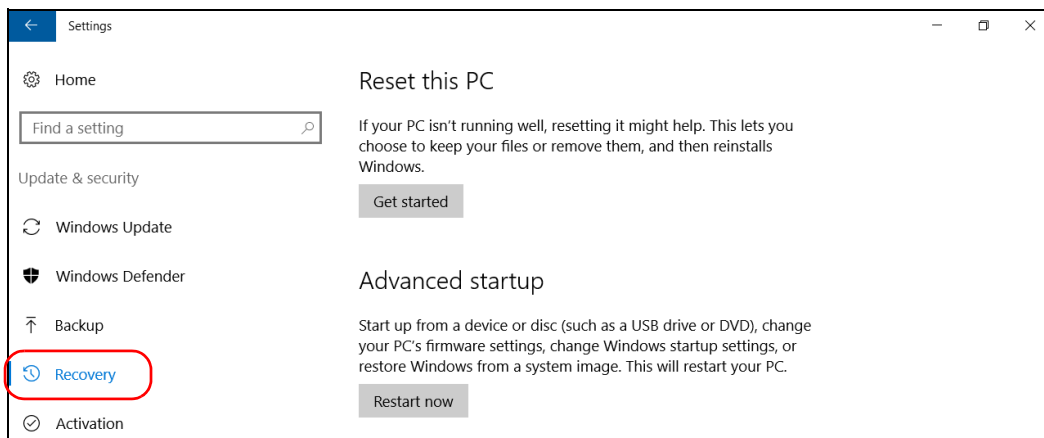 Settings
Home
Find a setting
Update & security
Windows Update
Windows Defender
Backup
Recovery
Activation
Reset this PC
If your PC isn't running well, resetting it might help. This lets you
choose to keep your files or remove them, and then reinstalls
Windows.
Get started
Advanced startup
Start up from a device or disc (such as a USB drive or DVD), change
your PC's firmware settings, change Windows startup settings, or
restore Windows from a system image. This will restart your PC.
Restart now